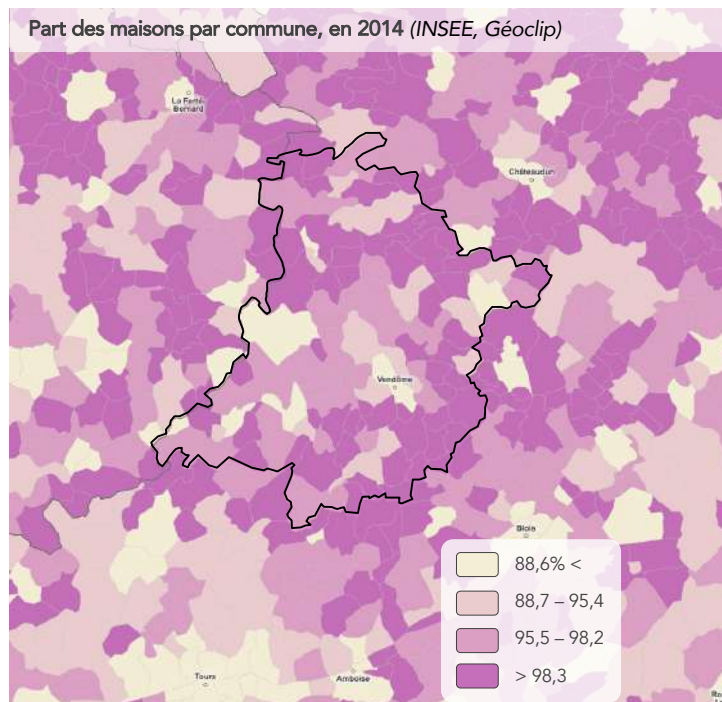 Part des maisons par commune, en 2014 (INSEE, Géoclip)
La Ferté-
Bernard
Châteaudun
Vendôme
Blois
88,6% <
88,7 – 95,4
95,5 – 98,2
> 98,3
Tours
Amboise